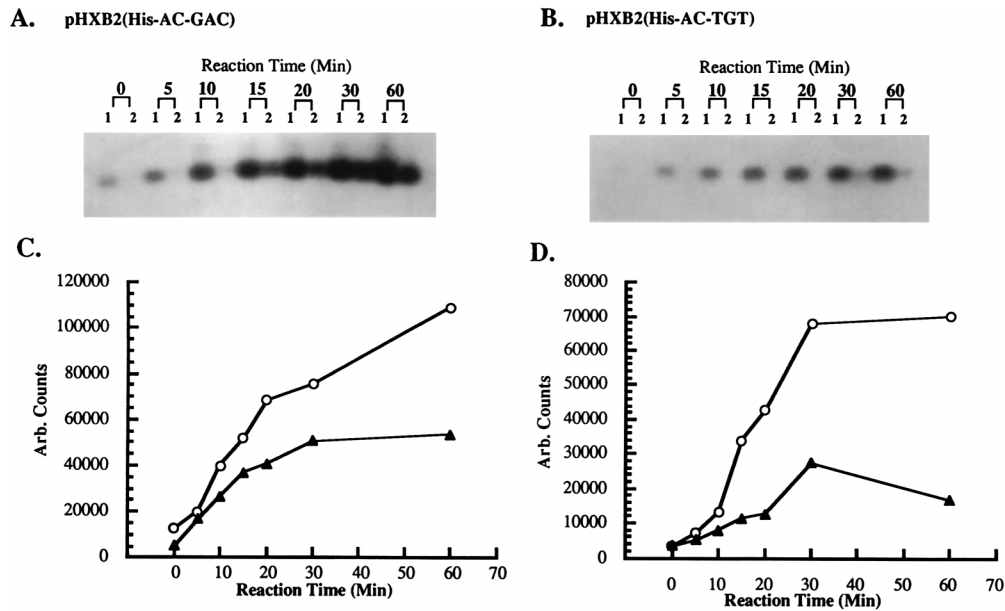 A. pHXB2(His-AC-GAC)
Reaction Time (Min)
0 5 10 15 20 30 60
1 2 1 2 1 2 1 2 1 2 1 2 1 2
B. pHXB2(His-AC-TGT)
Reaction Time (Min)
0 5 10 15 20 30 60
1 2 1 2 1 2 1 2 1 2 1 2 1 2
C.
120000
100000
80000
60000
40000
20000
0
Arb. Counts
0 10 20 30 40 50 60 70
Reaction Time (Min)
D.
80000
70000
60000
50000
40000
30000
20000
10000
0
Arb. Counts
0 10 20 30 40 50 60 70
Reaction Time (Min)